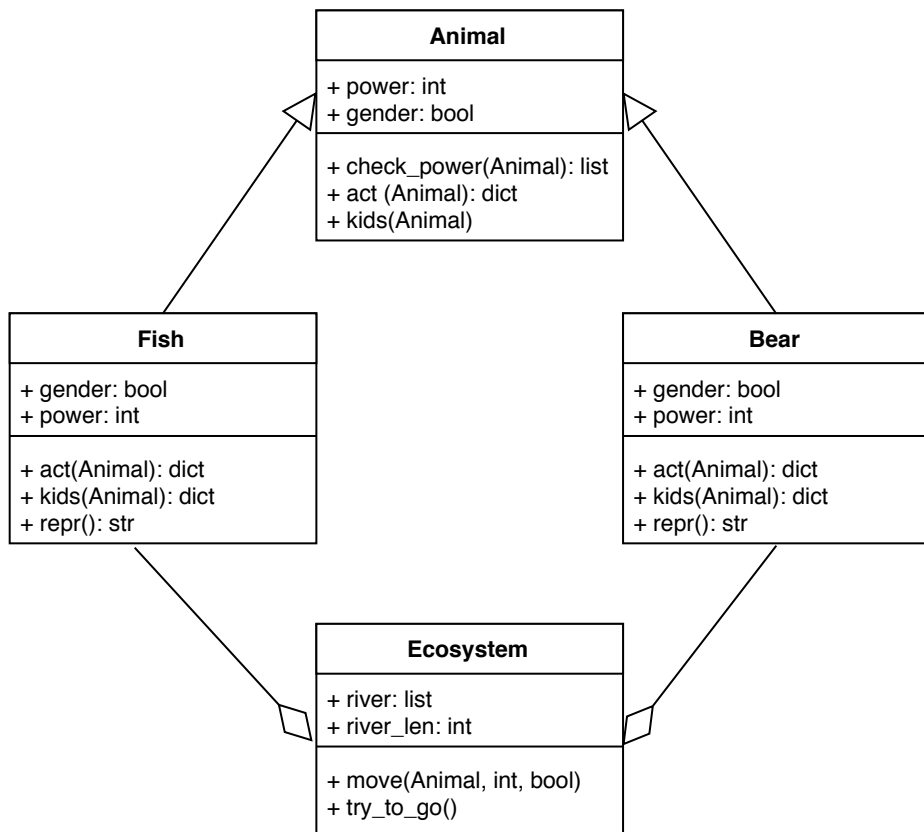 Animal
+ power: int
+ gender: bool
+ check_power(Animal): list
+ act (Animal): dict
+ kids(Animal)
Fish
+ gender: bool
+ power: int
+ act(Animal): dict
+ kids(Animal): dict
+ repr(): str
Bear
+ gender: bool
+ power: int
+ act(Animal): dict
+ kids(Animal): dict
+ repr(): str
Ecosystem
+ river: list
+ river_len: int
+ move(Animal, int, bool)
+ try_to_go()